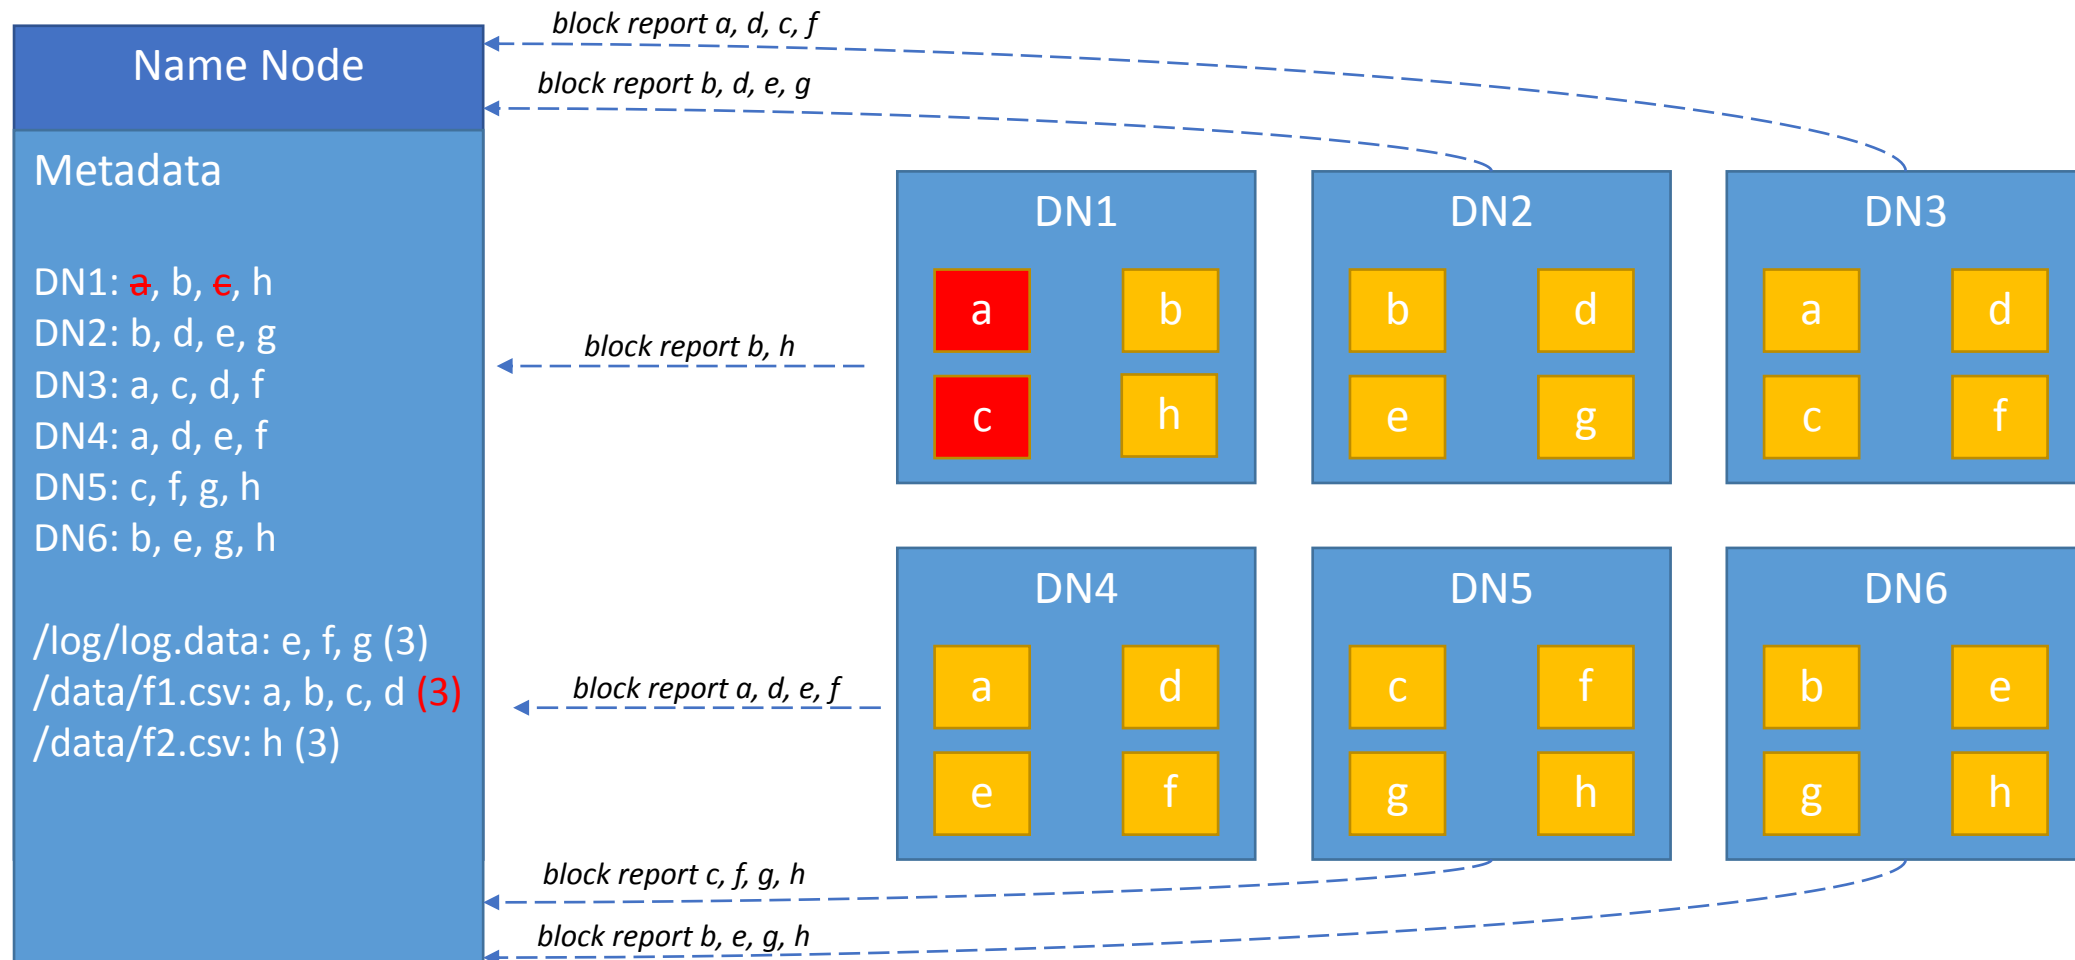 Name Node
Metadata
DN1: a, b, c, h
DN2: b, d, e, g
DN3: a, c, d, f
DN4: a, d, e, f
DN5: c, f, g, h
DN6: b, e, g, h
/log/log.data: e, f, g (3)
/data/f1.csv: a, b, c, d (3)
/data/f2.csv: h (3)
block report a, d, c, f
block report b, d, e, g
block report b, h
block report a, d, e, f
block report c, f, g, h
block report b, e, g, h
DN1
a b
c h
DN2
b d
e g
DN3
a d
c f
DN4
a d
e f
DN5
c f
g h
DN6
b e
g h